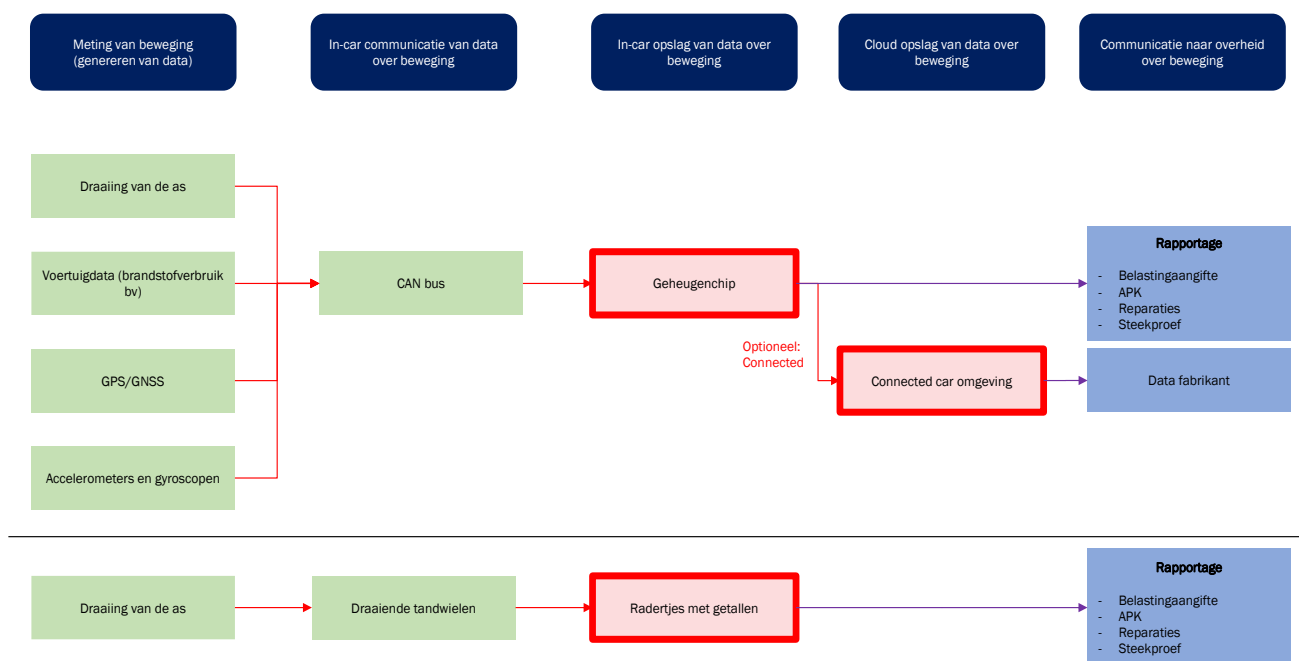 Meting van beweging
(genereren van data)
In-car communicatie van data
over beweging
In-car opslag van data over
beweging
Cloud opslag van data over
beweging
Communicatie naar overheid
over beweging
Draaiing van de as
Voertuigdata (brandstofverbruik
bv)
GPS/GNSS
Accelerometers en gyroscopen
CAN bus
Geheugenchip
Optioneel:
Connected
Connected car omgeving
Rapportage
- Belastingaangifte
- APK
- Reparaties
- Steekproef
Data fabrikant
Draaiing van de as
Draaiende tandwielen
Radertjes met getallen
Rapportage
- Belastingaangifte
- APK
- Reparaties
- Steekproef